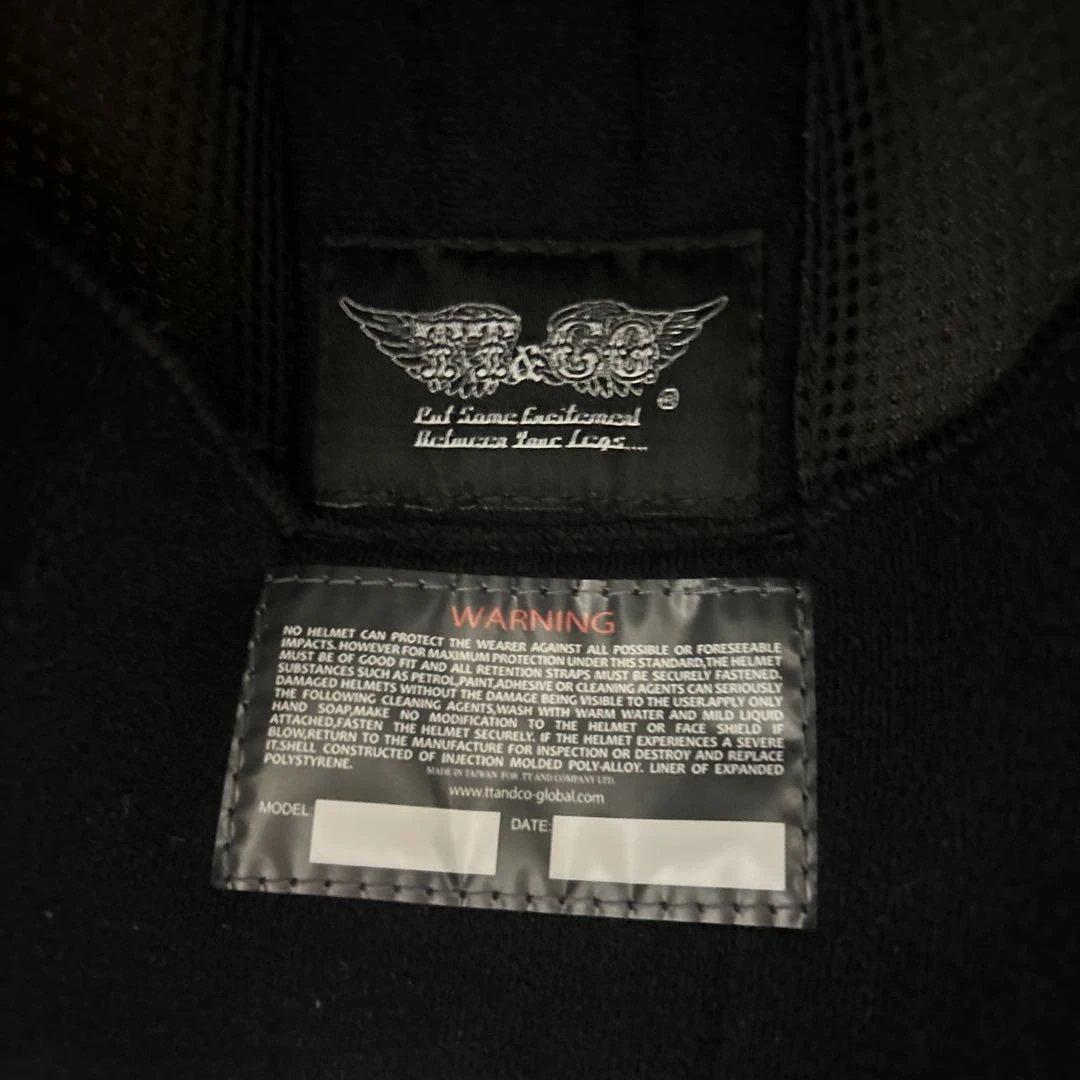 TT&CO.
®
Put Some Excitement
Between Your Legs....
WARNING
NO HELMET CAN PROTECT THE WEARER AGAINST ALL POSSIBLE OR FORESEEABLE
IMPACTS. HOWEVER FOR MAXIMUM PROTECTION UNDER THIS STANDARD,THE HELMET
MUST BE OF GOOD FIT AND ALL RETENTION STRAPS MUST BE SECURELY FASTENED.
SUBSTANCES SUCH AS PETROL,PAINT,ADHESIVE OR CLEANING AGENTS CAN SERIOUSLY
DAMAGED HELMETS WITHOUT THE DAMAGE BEING VISIBLE TO THE USER.APPLY ONLY
THE FOLLOWING CLEANING AGENTS,WASH WITH WARM WATER AND MILD LIQUID
HAND SOAP,MAKE NO MODIFICATION TO THE HELMET OR FACE SHIELD IF
ATTACHED,FASTEN THE HELMET SECURELY. IF THE HELMET EXPERIENCES A SEVERE
BLOW,RETURN TO THE MANUFACTURE FOR INSPECTION OR DESTROY AND REPLACE
IT.SHELL CONSTRUCTED OF INJECTION MOLDED POLY-ALLOY. LINER OF EXPANDED
POLYSTYRENE.
MADE IN TAIWAN FOR TT AND COMPANY LTD.
www.ttandco-global.com
MODEL: DATE: